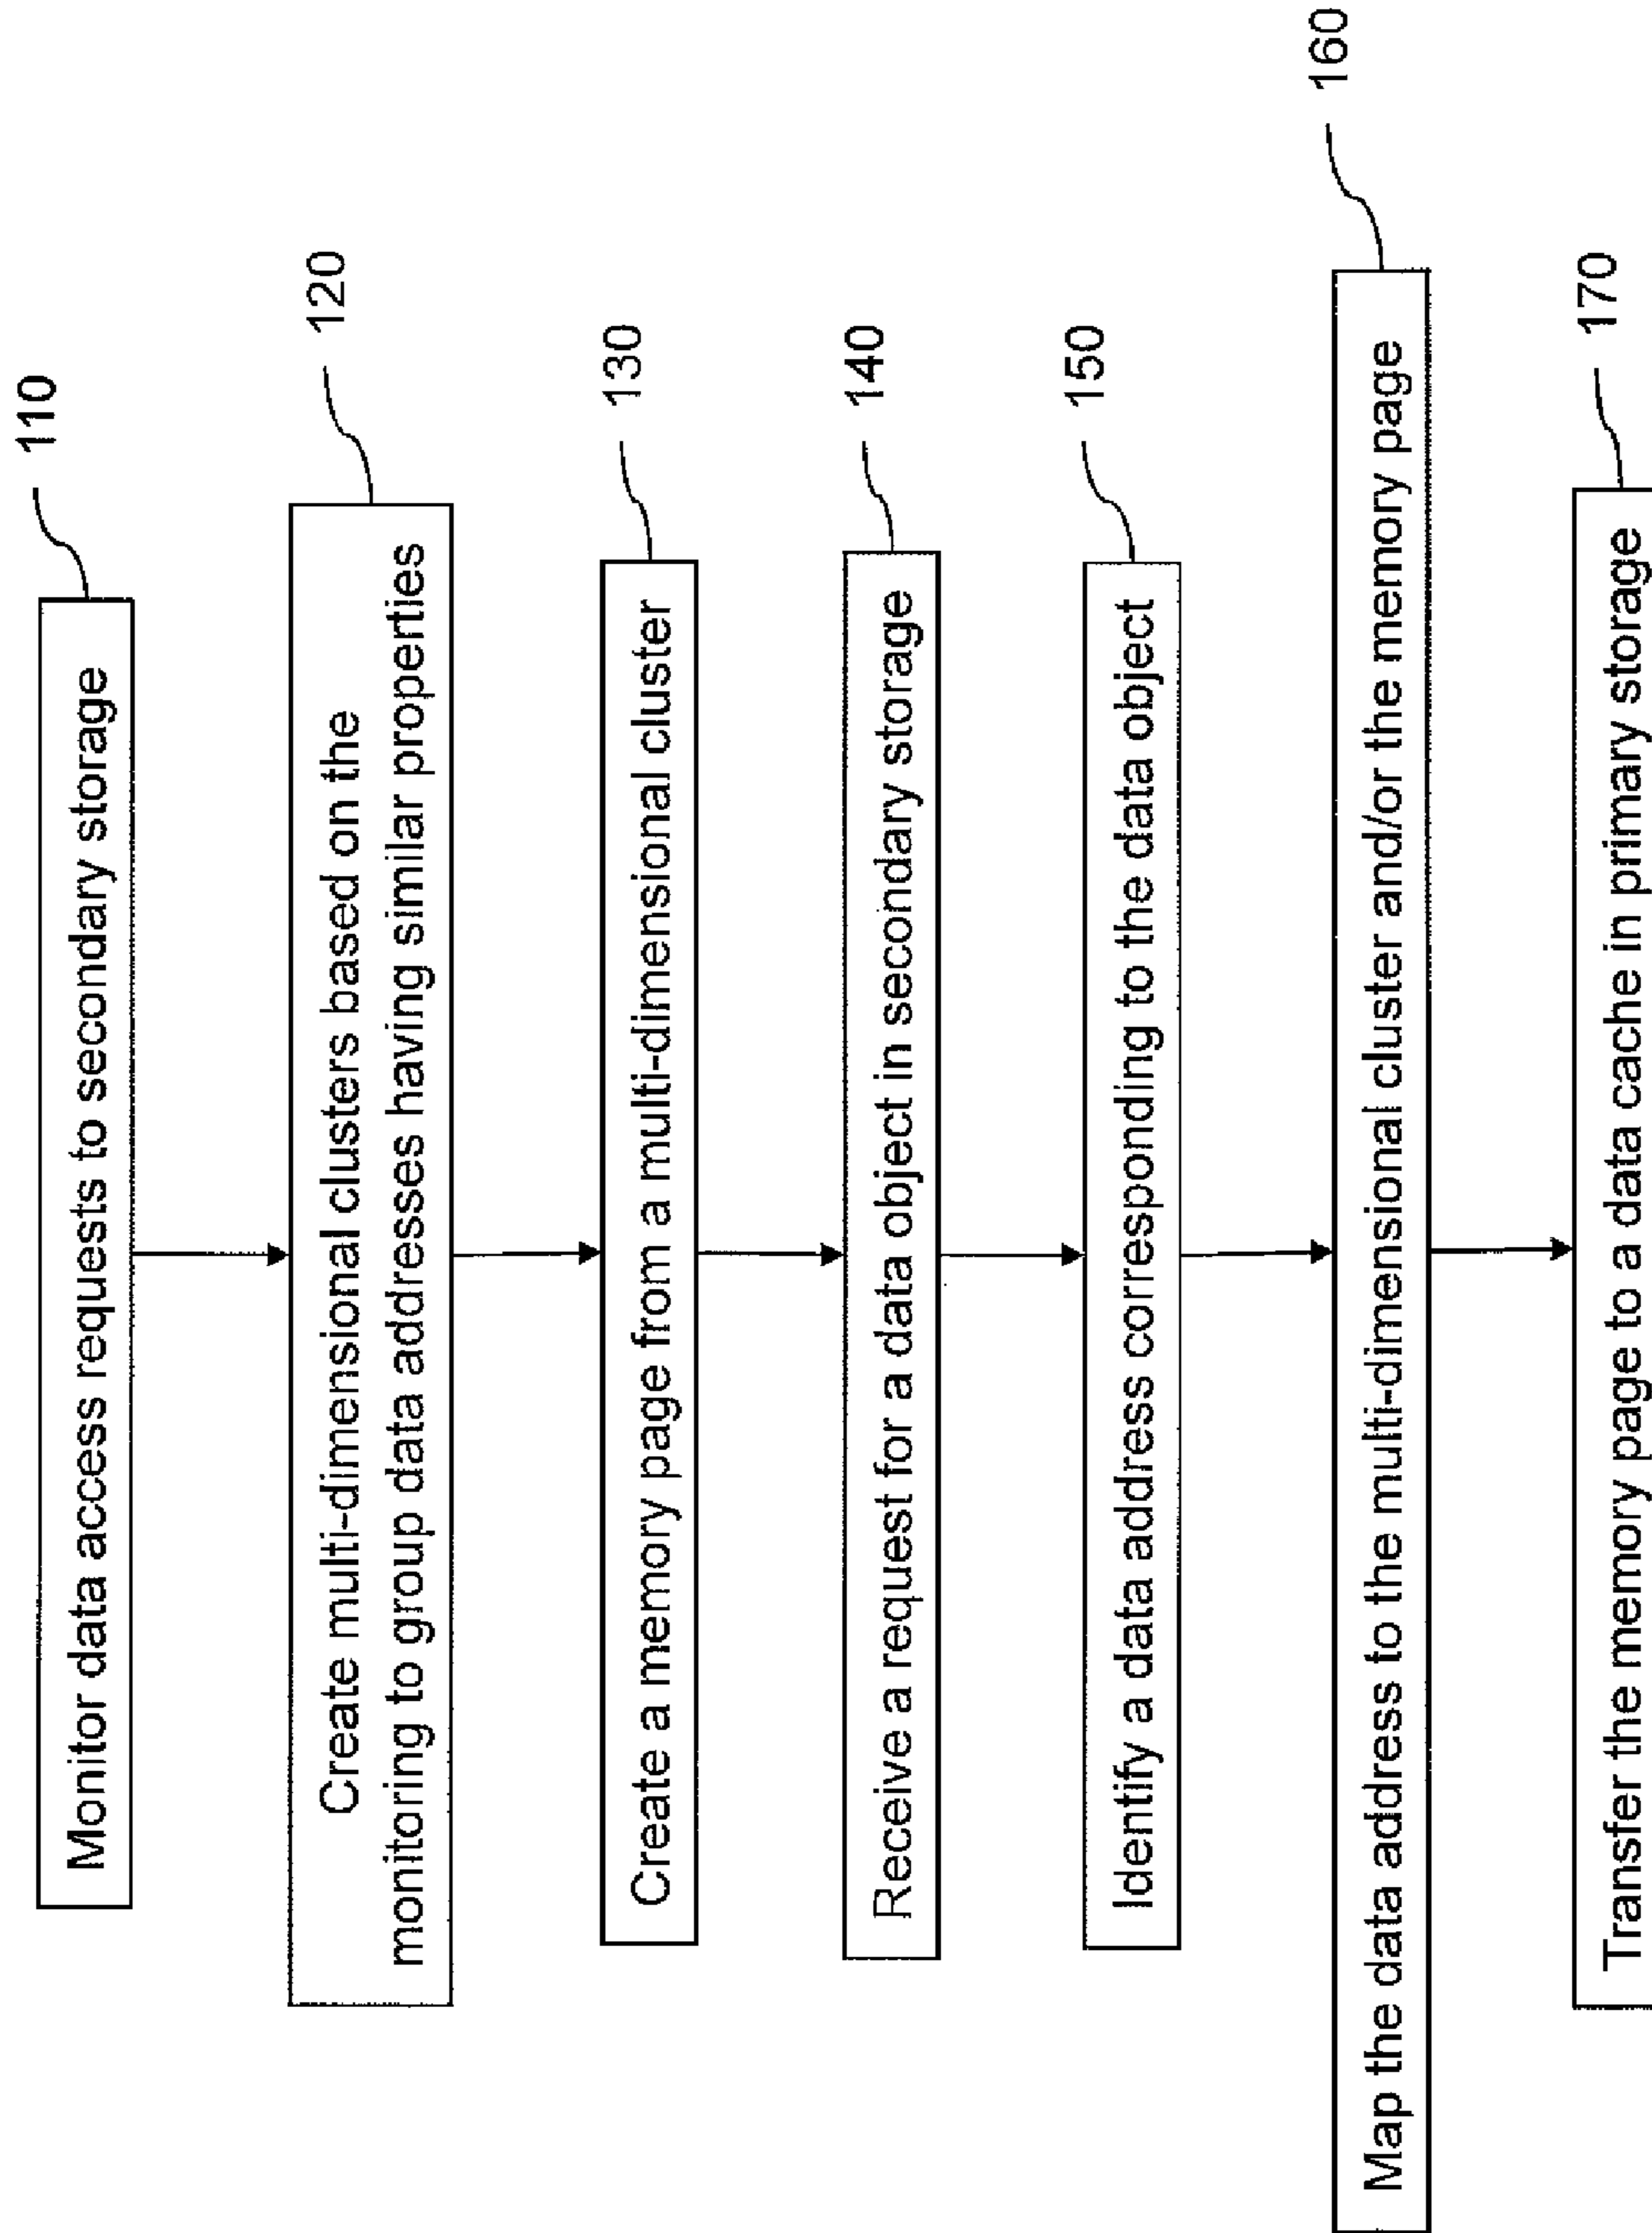 110
Monitor data access requests to secondary storage
120
Create multi-dimensional clusters based on the
monitoring to group data addresses having similar properties
130
Create a memory page from a multi-dimensional cluster
140
Receive a request for a data object in secondary storage
150
Identify a data address corresponding to the data object
160
Map the data address to the multi-dimensional cluster and/or the memory page
170
Transfer the memory page to a data cache in primary storage